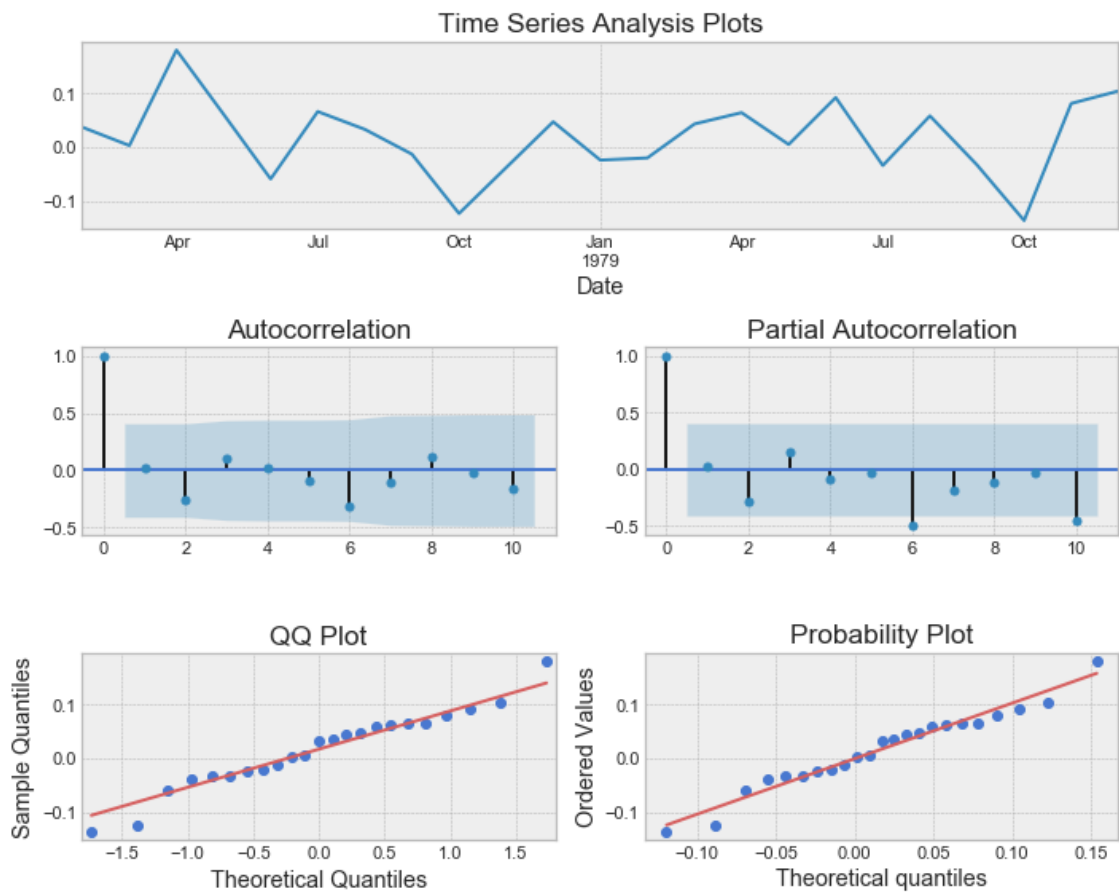 Time Series Analysis Plots
0.1
0.0
−0.1
Apr Jul Oct Jan Apr Jul Oct
1979
Date
Autocorrelation
1.0
0.5
0.0
−0.5
0 2 4 6 8 10
Partial Autocorrelation
1.0
0.5
0.0
−0.5
0 2 4 6 8 10
QQ Plot
Sample Quantiles
0.1
0.0
−0.1
−1.5 −1.0 −0.5 0.0 0.5 1.0 1.5
Theoretical Quantiles
Probability Plot
Ordered Values
0.1
0.0
−0.1
−0.10 −0.05 0.00 0.05 0.10 0.15
Theoretical quantiles